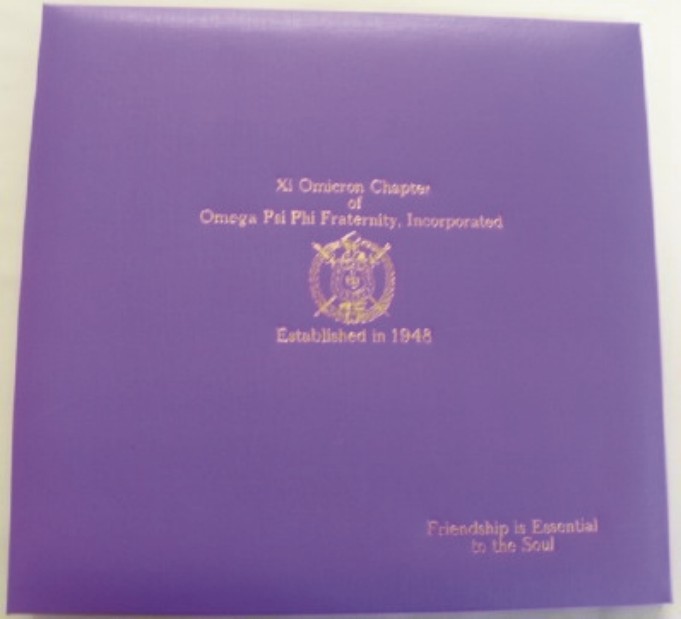 Xi Omicron Chapter
of
Omega Psi Phi Fraternity, Incorporated
Established in 1948
Friendship is Essential
to the Soul